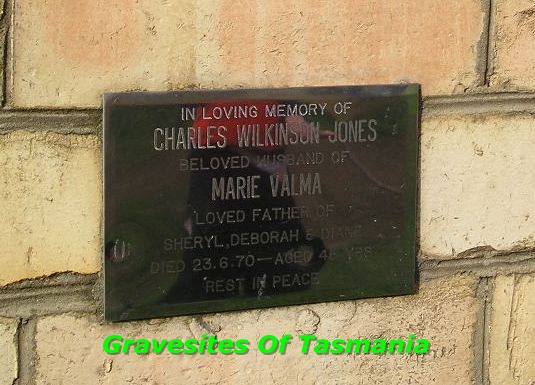 IN LOVING MEMORY OF
CHARLES WILKINSON JONES
BELOVED HUSBAND OF
MARIE VALMA
LOVED FATHER OF
SHERYL, DEBORAH & DIANE
DIED 23.6.70 — AGED YRS
REST IN PEACE
Gravesites Of Tasmania